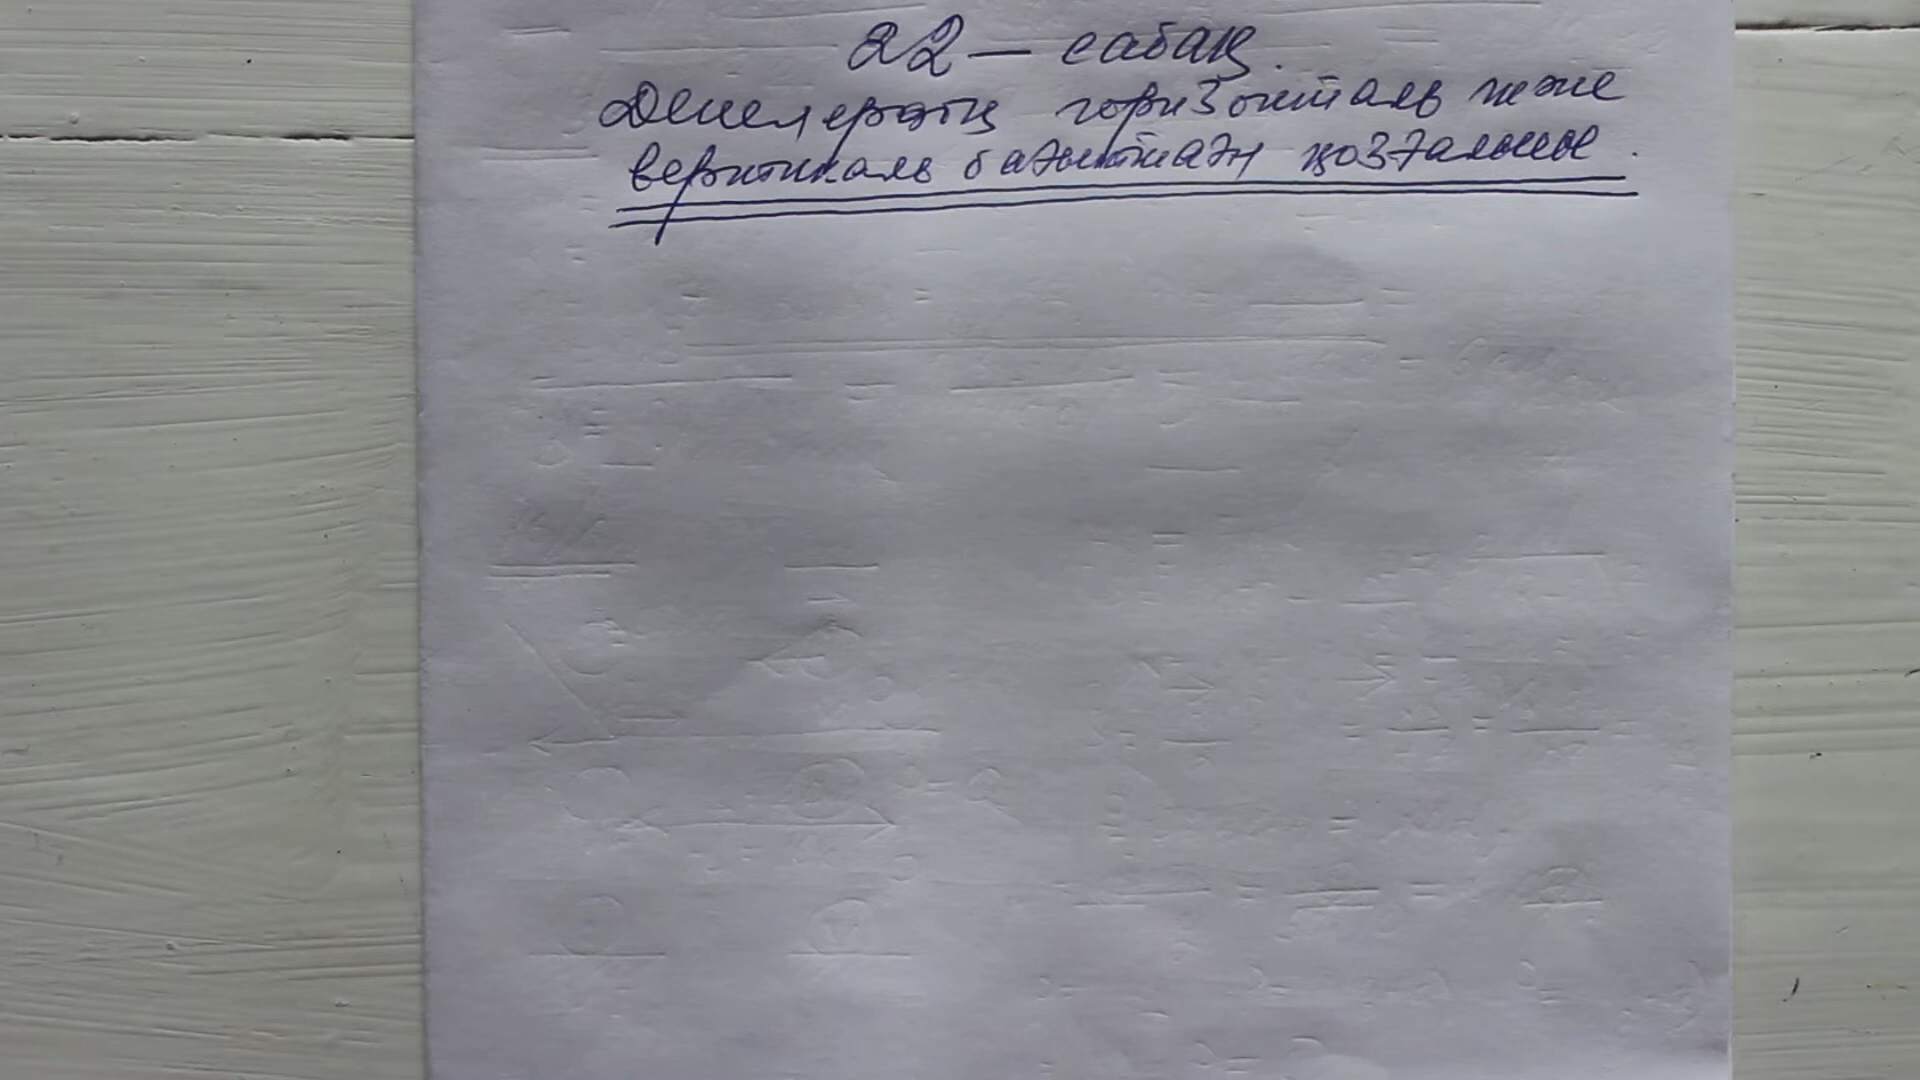 22 – сабақ.
Денелердің горизонталь және
вертикаль бағыттағы қозғалысы.